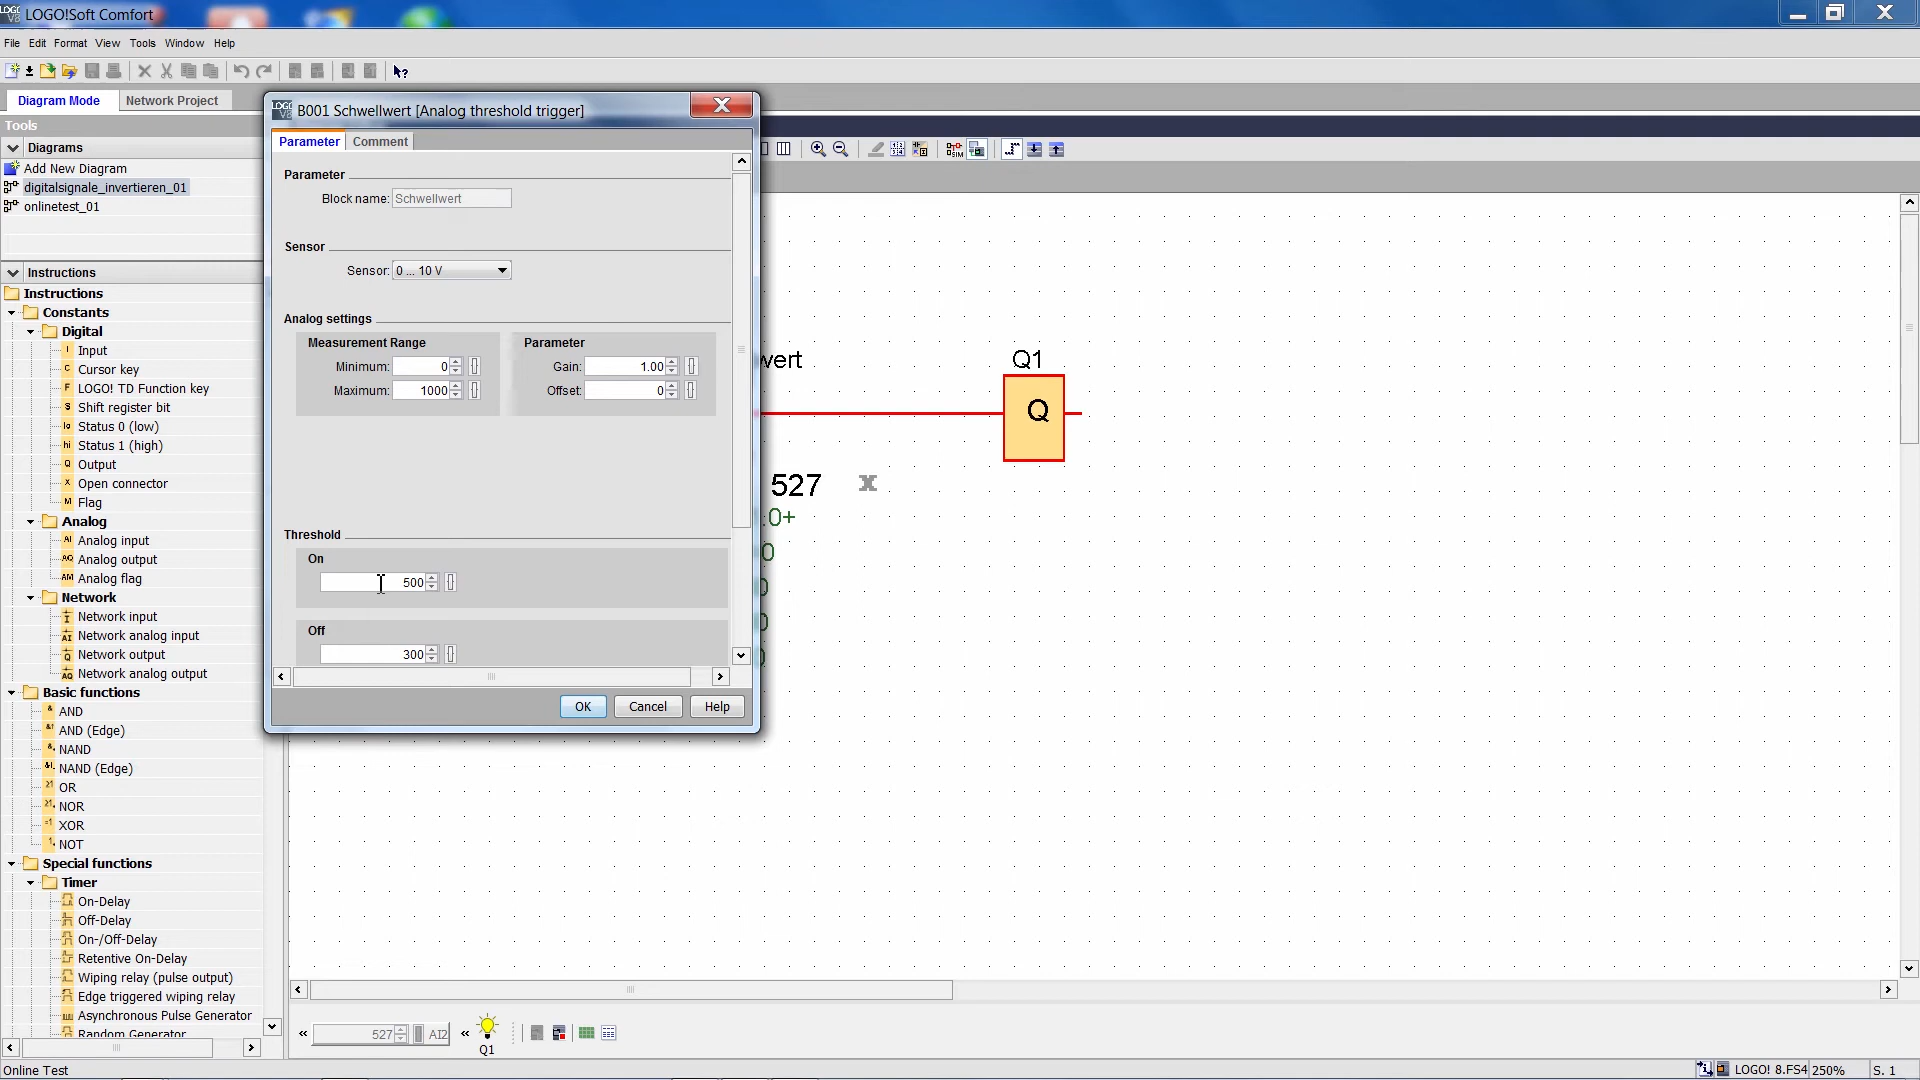 LOGO!Soft Comfort
File Edit Format View Tools Window Help
Diagram Mode Network Project
Tools
Diagrams
Add New Diagram
digitalsignale_invertieren_01
onlinetest_01
Instructions
Instructions
Constants
Digital
Input
Cursor key
LOGO! TD Function key
Shift register bit
Status 0 (low)
Status 1 (high)
Output
Open connector
Flag
Analog
Analog input
Analog output
Analog flag
Network
Network input
Network analog input
Network output
Network analog output
Basic functions
AND
AND (Edge)
NAND
NAND (Edge)
OR
NOR
XOR
NOT
Special functions
Timer
On-Delay
Off-Delay
On-/Off-Delay
Retentive On-Delay
Wiping relay (pulse output)
Edge triggered wiping relay
Asynchronous Pulse Generator
Random Generator
B001 Schwellwert [Analog threshold trigger]
Parameter Comment
Parameter
Block name: Schwellwert
Sensor
Sensor: 0 ... 10 V
Analog settings
Measurement Range
Minimum: 0
Maximum: 1000
Parameter
Gain: 1.00
Offset: 0
Threshold
On
500
Off
300
OK Cancel Help
wert
Q1
Q
527
.0+
0
527 AI2
Q1
Online Test
LOGO! 8.FS4 250% S. 1